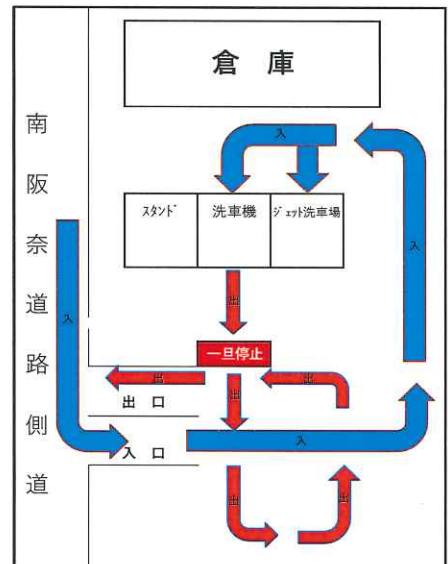 倉庫
南阪奈道路側道
入
入
スタンド
洗車機
ジェット洗車場
入
出
一旦停止
出
出
出
出口
入
入口
出
出